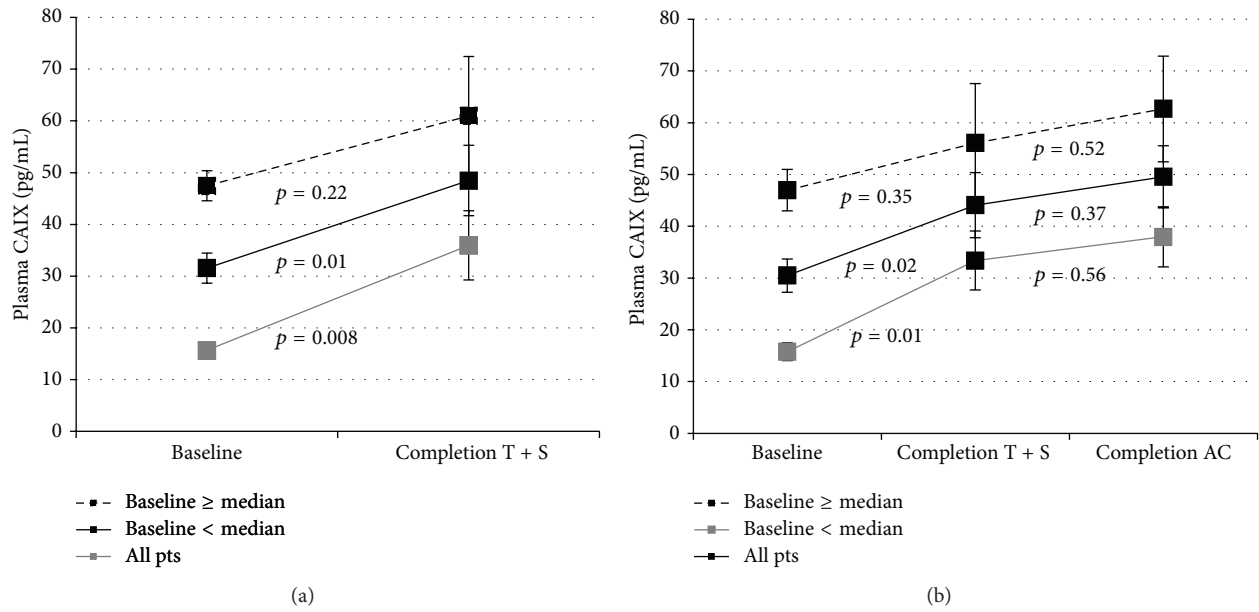 80
70
60
50
40
30
20
10
0
Plasma CAIX (pg/mL)
p = 0.22
p = 0.01
p = 0.008
Baseline
Completion T + S
Baseline ≥ median
Baseline < median
All pts
(a)
80
70
60
50
40
30
20
10
0
Plasma CAIX (pg/mL)
p = 0.52
p = 0.35
p = 0.37
p = 0.02
p = 0.56
p = 0.01
Baseline
Completion T + S
Completion AC
Baseline ≥ median
Baseline < median
All pts
(b)